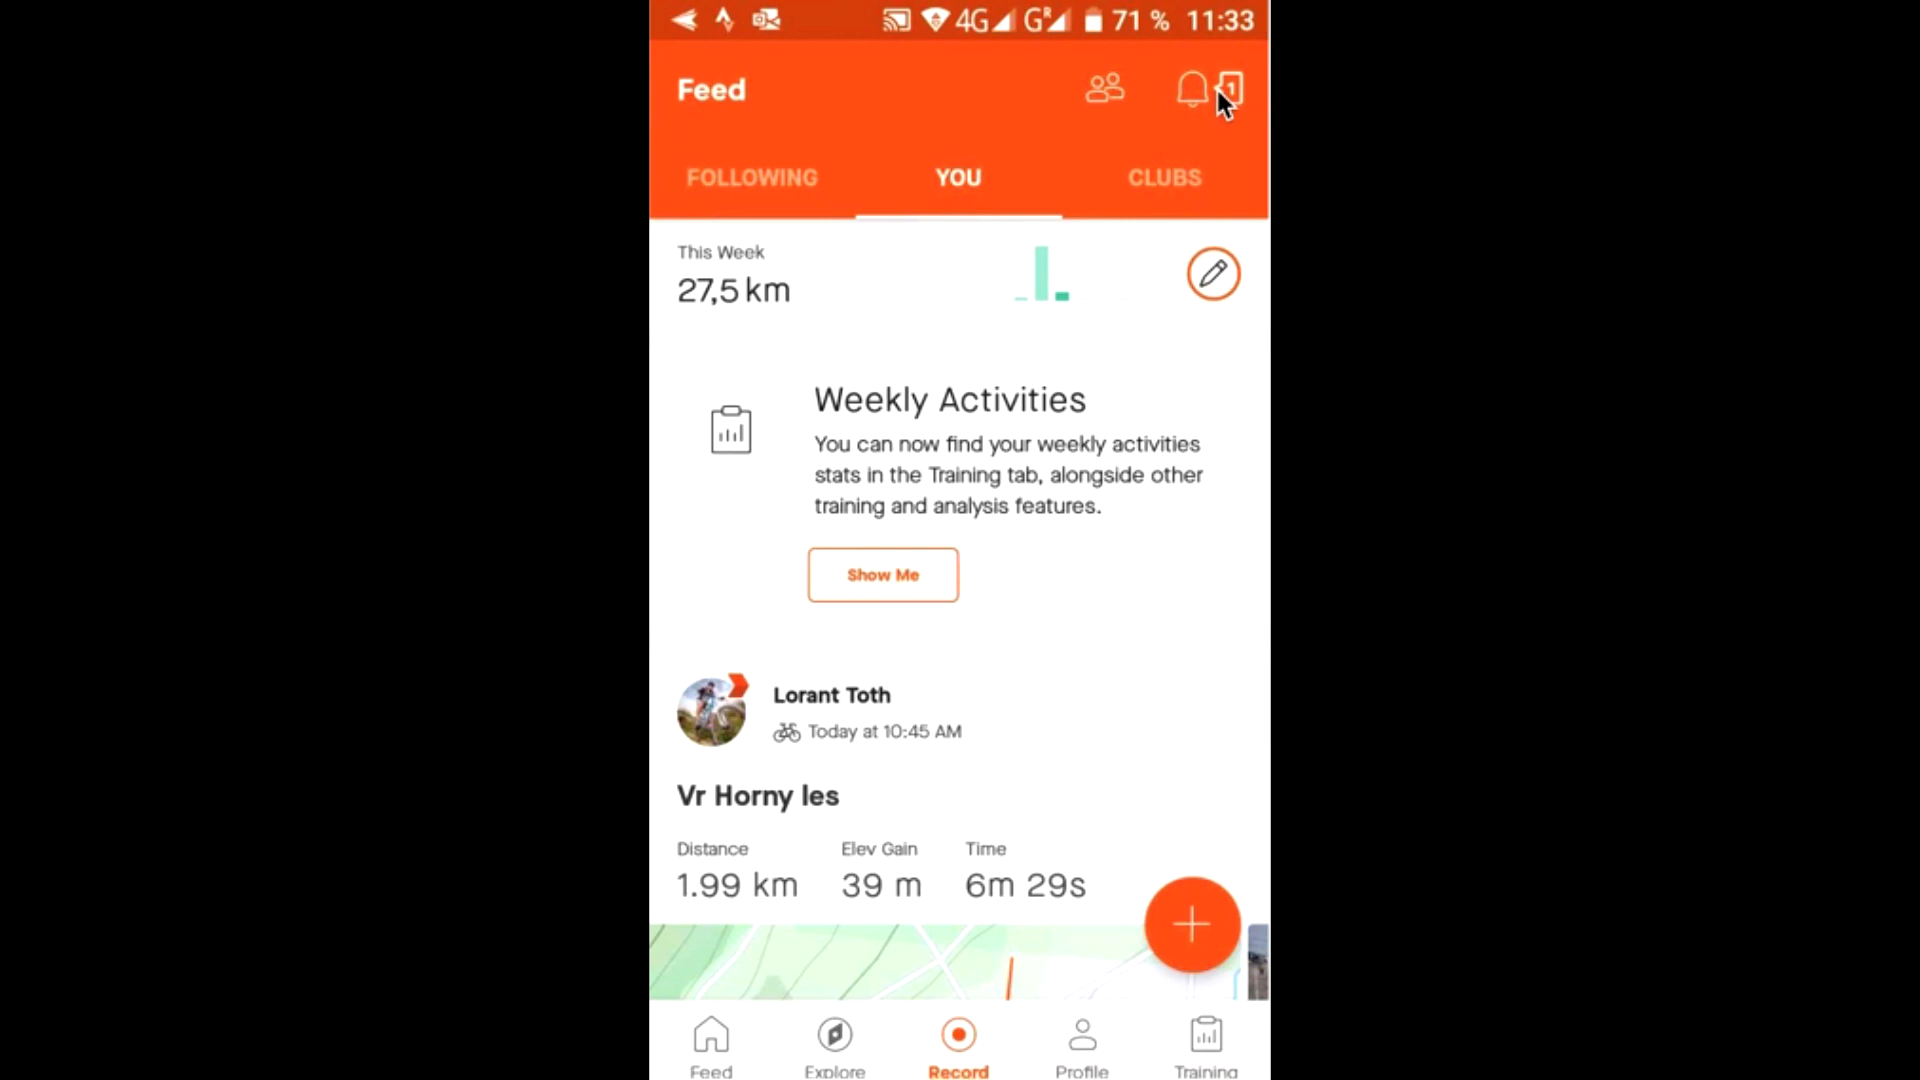 4G G R 71 % 11:33
Feed 1
FOLLOWING YOU CLUBS
This Week
27,5 km
Weekly Activities
You can now find your weekly activities
stats in the Training tab, alongside other
training and analysis features.
Show Me
Lorant Toth
Today at 10:45 AM
Vr Horny les
Distance Elev Gain Time
1.99 km 39 m 6m 29s
Feed Explore Record Profile Training